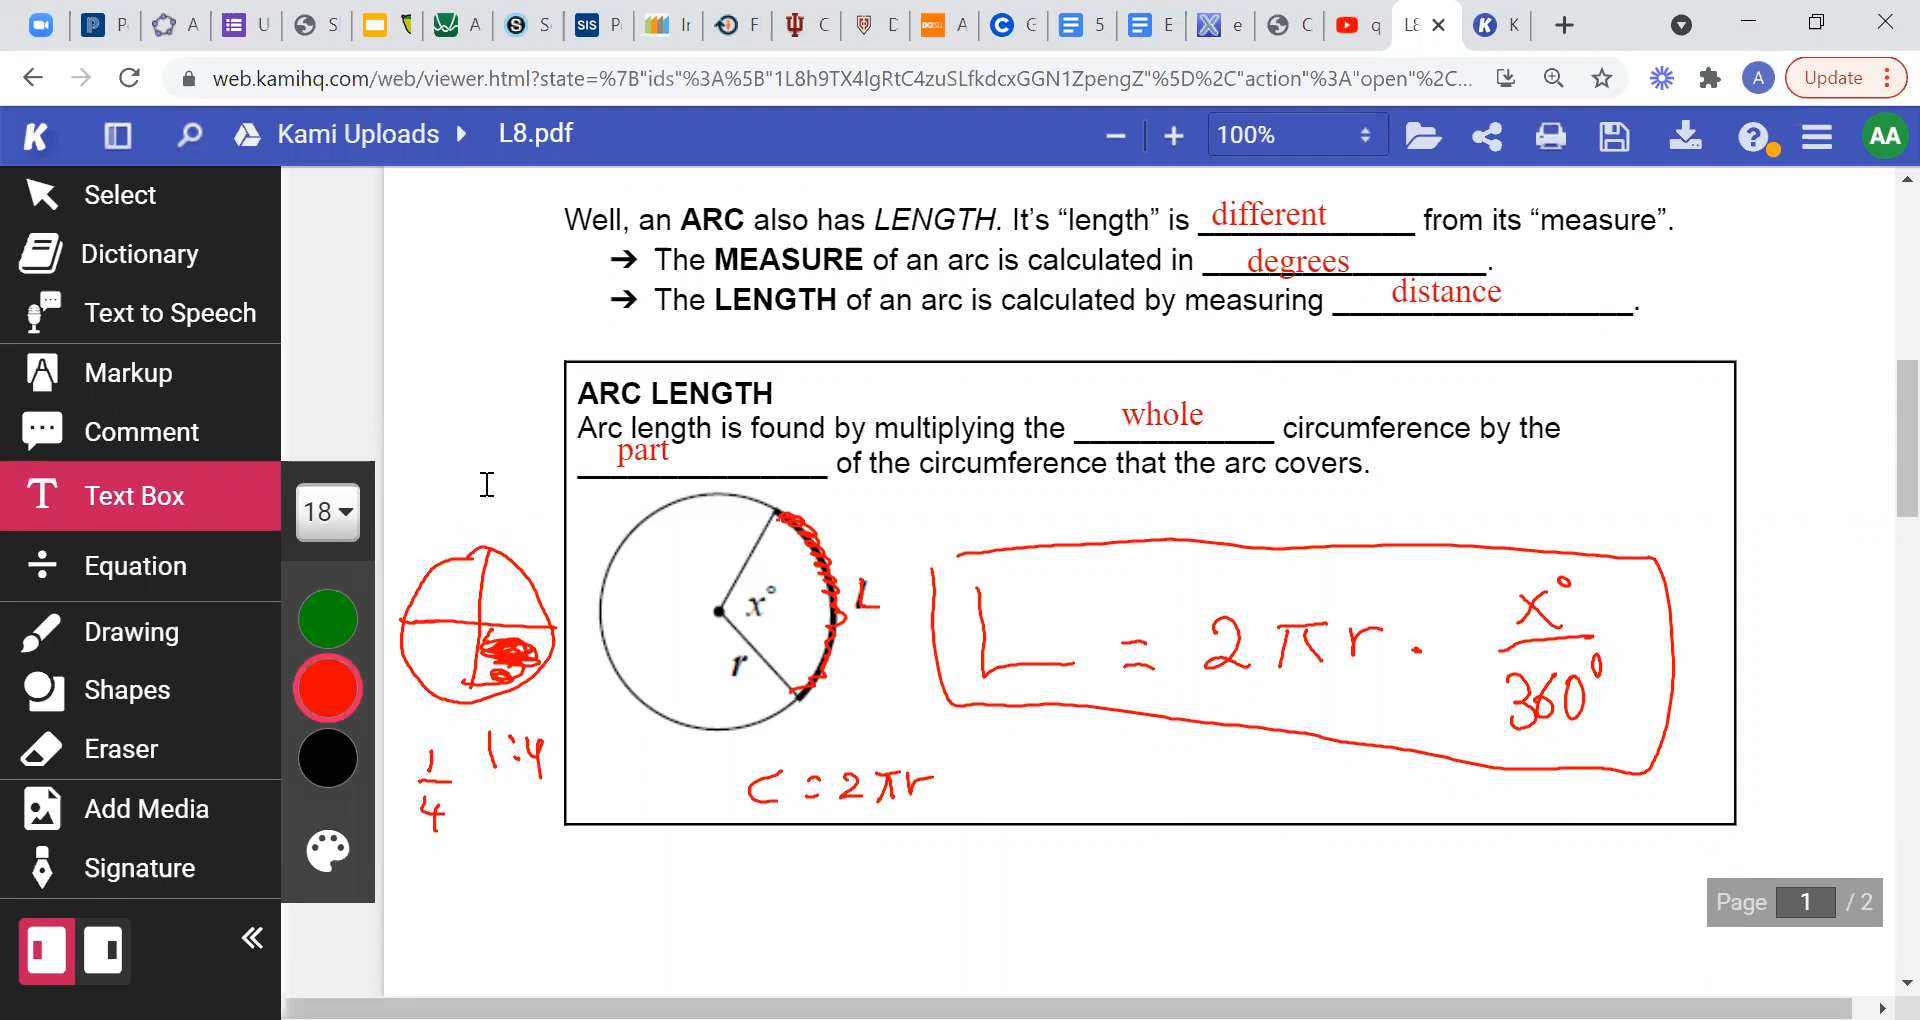 P A U S A S SIS P Ir F C D A C 5 E e C q L8 K
web.kamihq.com/web/viewer.html?state=%7B"ids"%3A%5B"1L8h9TX4lgRtC4zuSLfkdcxGGN1ZpengZ"%5D%2C"action"%3A"open"%2C... A Update
K Kami Uploads L8.pdf 100% ? AA
Select
Dictionary
Text to Speech
Markup
Comment
Text Box
Equation
Drawing
Shapes
Eraser
Add Media
Signature
18
Well, an ARC also has LENGTH. It's “length” is different from its “measure”.
➔ The MEASURE of an arc is calculated in degrees.
➔ The LENGTH of an arc is calculated by measuring distance.
ARC LENGTH
Arc length is found by multiplying the whole circumference by the
part of the circumference that the arc covers.
x°
r
L
L = 2πr · x°/360°
1/4 1:4
C = 2πr
Page 1 / 2